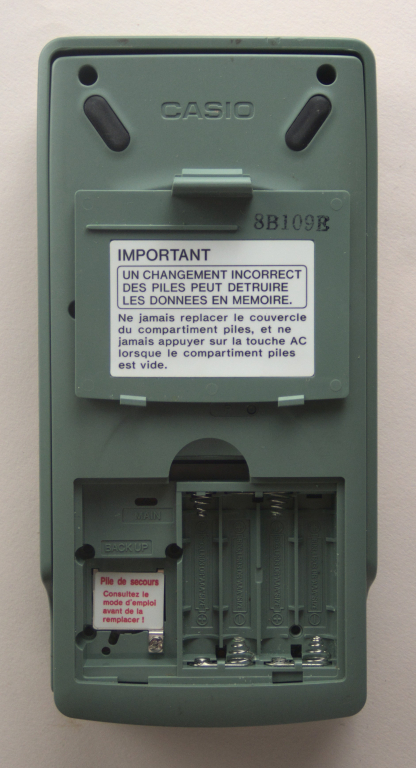 CASIO
8B109E
IMPORTANT
UN CHANGEMENT INCORRECT
DES PILES PEUT DETRUIRE
LES DONNEES EN MEMOIRE.
Ne jamais replacer le couvercle
du compartiment piles, et ne
jamais appuyer sur la touche AC
lorsque le compartiment piles
est vide.
MAIN
BACK UP
Pile de secours
Consultez le
mode d'emploi
avant de la
remplacer !